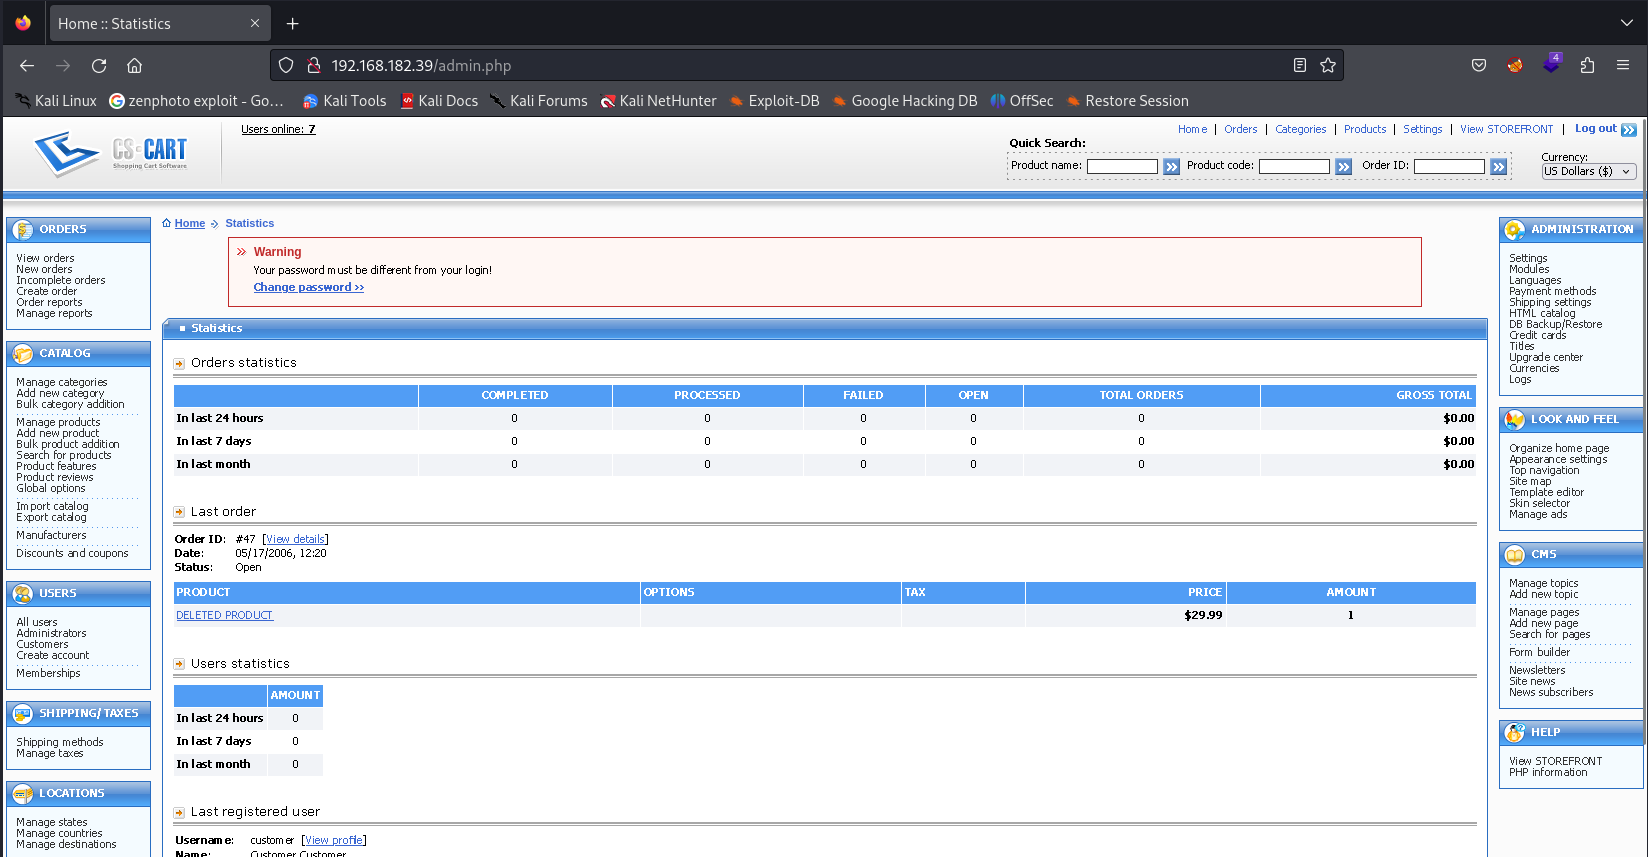 Home :: Statistics
192.168.182.39/admin.php
4
Kali Linux
zenphoto exploit - Go…
Kali Tools
Kali Docs
Kali Forums
Kali NetHunter
Exploit-DB
Google Hacking DB
OffSec
Restore Session
CS-CART
Shopping Cart Software
Users online: 7
Home | Orders | Categories | Products | Settings | View STOREFRONT | Log out
Quick Search:
Product name:
Product code:
Order ID:
Currency:
US Dollars ($)
ORDERS
View orders
New orders
Incomplete orders
Create order
Order reports
Manage reports
CATALOG
Manage categories
Add new category
Bulk category addition
Manage products
Add new product
Bulk product addition
Search for products
Product features
Product reviews
Global options
Import catalog
Export catalog
Manufacturers
Discounts and coupons
USERS
All users
Administrators
Customers
Create account
Memberships
SHIPPING/TAXES
Shipping methods
Manage taxes
LOCATIONS
Manage states
Manage countries
Manage destinations
Home Statistics
Warning
Your password must be different from your login!
Change password >>
Statistics
Orders statistics
COMPLETED PROCESSED FAILED OPEN TOTAL ORDERS GROSS TOTAL
In last 24 hours 0 0 0 0 0 $0.00
In last 7 days 0 0 0 0 0 $0.00
In last month 0 0 0 0 0 $0.00
Last order
Order ID: #47 [View details]
Date: 05/17/2006, 12:20
Status: Open
PRODUCT OPTIONS TAX PRICE AMOUNT
DELETED PRODUCT $29.99 1
Users statistics
AMOUNT
In last 24 hours 0
In last 7 days 0
In last month 0
Last registered user
Username: customer [View profile]
Name: Customer Customer
ADMINISTRATION
Settings
Modules
Languages
Payment methods
Shipping settings
HTML catalog
DB Backup/Restore
Credit cards
Titles
Upgrade center
Currencies
Logs
LOOK AND FEEL
Organize home page
Appearance settings
Top navigation
Site map
Template editor
Skin selector
Manage ads
CMS
Manage topics
Add new topic
Manage pages
Add new page
Search for pages
Form builder
Newsletters
Site news
News subscribers
HELP
View STOREFRONT
PHP information